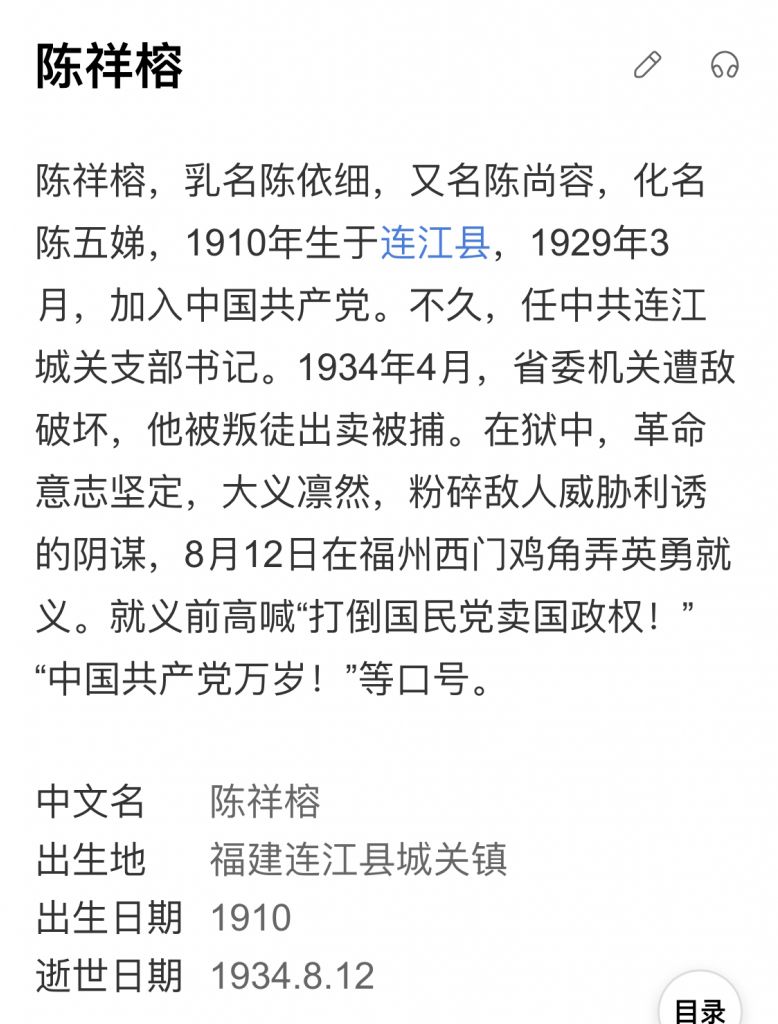 陈祥榕
陈祥榕，乳名陈依细，又名陈尚容，化名
陈五娣，1910年生于连江县，1929年3
月，加入中国共产党。不久，任中共连江
城关支部书记。1934年4月，省委机关遭敌
破坏，他被叛徒出卖被捕。在狱中，革命
意志坚定，大义凛然，粉碎敌人威胁利诱
的阴谋，8月12日在福州西门鸡角弄英勇就
义。就义前高喊“打倒国民党卖国政权！”
“中国共产党万岁！”等口号。
中文名 陈祥榕
出生地 福建连江县城关镇
出生日期 1910
逝世日期 1934.8.12
目录